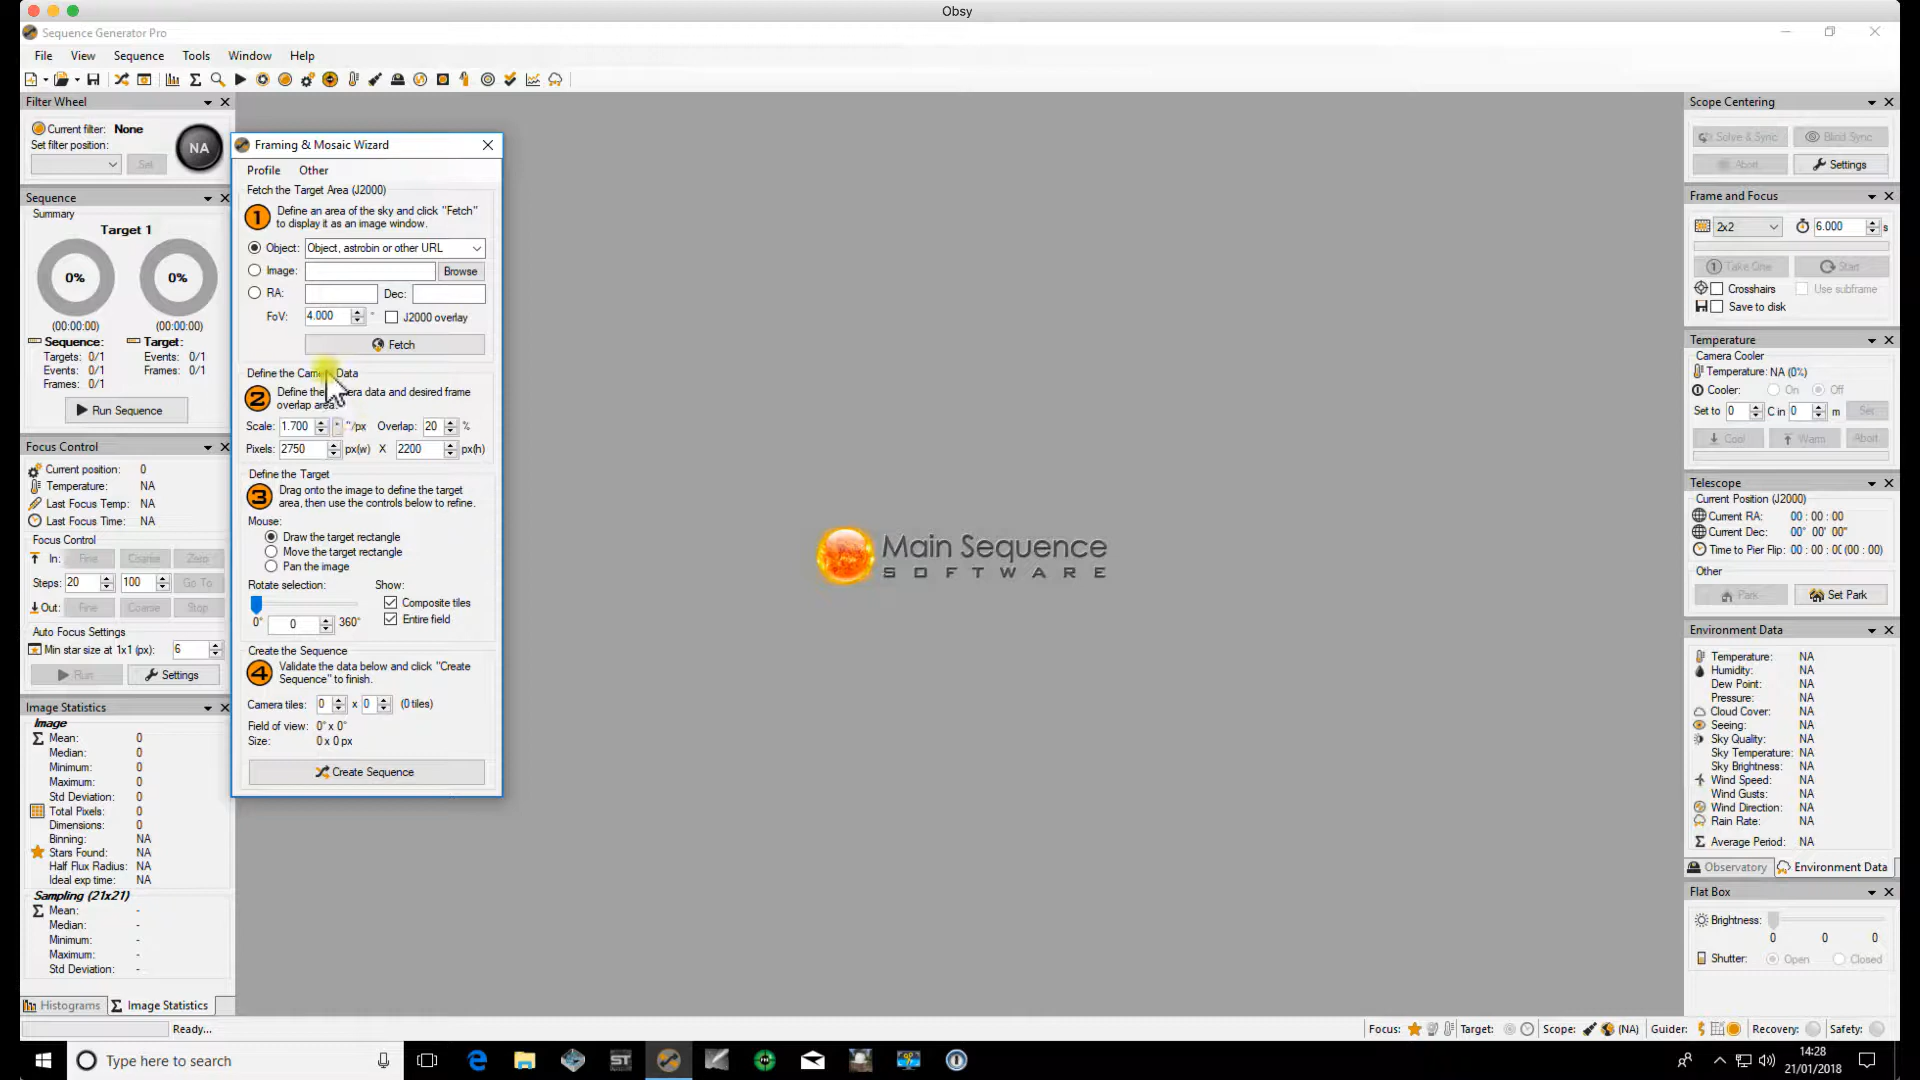 Obsy
Sequence Generator Pro
File View Sequence Tools Window Help
Filter Wheel
Current filter: None
Set filter position:
Set
NA
Sequence
Summary
Target 1
0% 0%
(00:00:00) (00:00:00)
Sequence: Target:
Targets: 0/1 Events: 0/1
Events: 0/1 Frames: 0/1
Frames: 0/1
Run Sequence
Focus Control
Current position: 0
Temperature: NA
Last Focus Temp: NA
Last Focus Time: NA
Focus Control
In: Fine Coarse Zero
Steps: 20 100 Go To
Out: Fine Coarse Stop
Auto Focus Settings
Min star size at 1x1 (px): 6
Run Settings
Image Statistics
Image
Mean: 0
Median: 0
Minimum: 0
Maximum: 0
Std Deviation: 0
Total Pixels: 0
Dimensions: 0
Binning: NA
Stars Found: NA
Half Flux Radius: NA
Ideal exp time: NA
Sampling (21x21)
Mean: -
Median: -
Minimum: -
Maximum: -
Std Deviation: -
Histograms Image Statistics
Ready...
Framing & Mosaic Wizard
Profile Other
Fetch the Target Area (J2000)
1 Define an area of the sky and click "Fetch"
to display it as an image window.
Object: Object, astrobin or other URL
Image: Browse
RA: Dec:
FoV: 4.000 ° J2000 overlay
Fetch
Define the Camera Data
2 Define the camera data and desired frame
overlap area.
Scale: 1.700 * "/px Overlap: 20 %
Pixels: 2750 px(w) X 2200 px(h)
Define the Target
3 Drag onto the image to define the target
area, then use the controls below to refine.
Mouse:
Draw the target rectangle
Move the target rectangle
Pan the image
Rotate selection: Show:
Composite tiles
0° 0 360° Entire field
Create the Sequence
4 Validate the data below and click "Create
Sequence" to finish.
Camera tiles: 0 x 0 (0 tiles)
Field of view: 0° x 0°
Size: 0 x 0 px
Create Sequence
Main Sequence
SOFTWARE
Scope Centering
Solve & Sync Blind Sync
Abort Settings
Frame and Focus
2x2 6.000 s
Take One Start
Crosshairs Use subframe
Save to disk
Temperature
Camera Cooler
Temperature: NA (0%)
Cooler: On Off
Set to 0 C in 0 m Set
Cool Warm Abort
Telescope
Current Position (J2000)
Current RA: 00 : 00 : 00
Current Dec: 00° 00' 00"
Time to Pier Flip: 00 : 00 : 0( (00 : 00)
Other
Park Set Park
Environment Data
Temperature: NA
Humidity: NA
Dew Point: NA
Pressure: NA
Cloud Cover: NA
Seeing: NA
Sky Quality: NA
Sky Temperature: NA
Sky Brightness: NA
Wind Speed: NA
Wind Gusts: NA
Wind Direction: NA
Rain Rate: NA
Average Period: NA
Observatory Environment Data
Flat Box
Brightness:
0 0 0
Shutter: Open Closed
Focus: Target: Scope: (NA) Guider: Recovery: Safety:
Type here to search
ST
14:28
21/01/2018